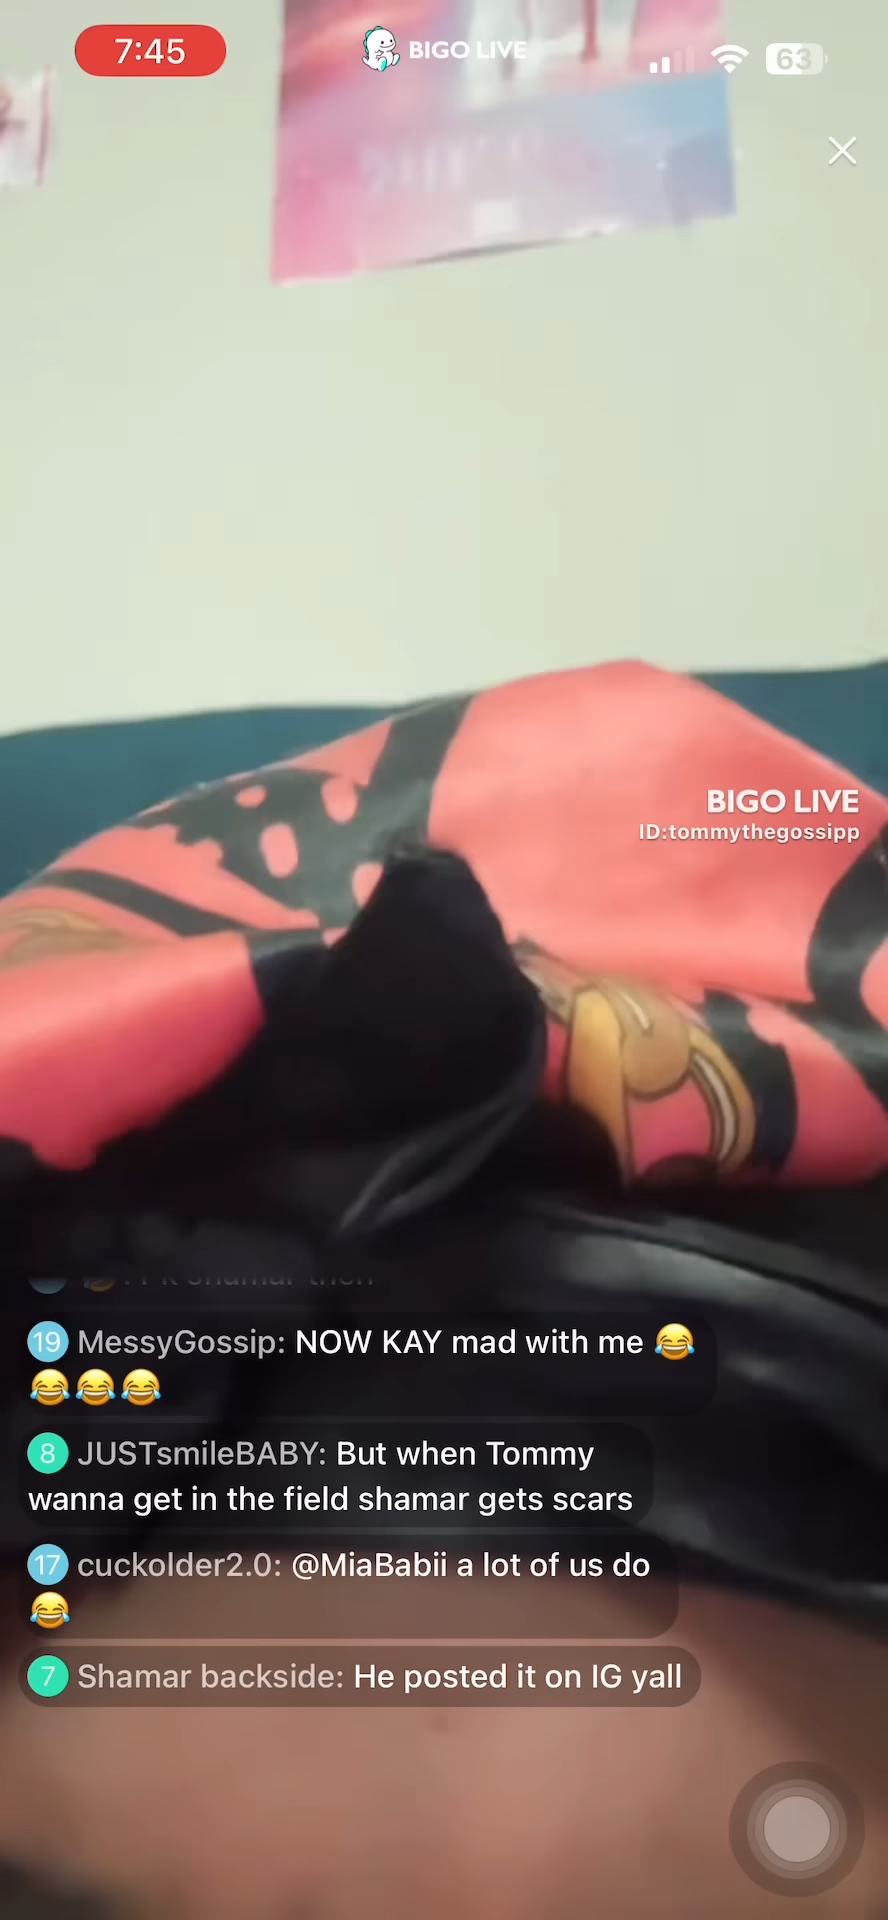 7:45
BIGO LIVE
63
BIGO LIVE
ID:tommythegossipp
19 MessyGossip: NOW KAY mad with me 😂
😂😂😂
8 JUSTsmileBABY: But when Tommy
wanna get in the field shamar gets scars
17 cuckolder2.0: @MiaBabii a lot of us do
😂
7 Shamar backside: He posted it on IG yall